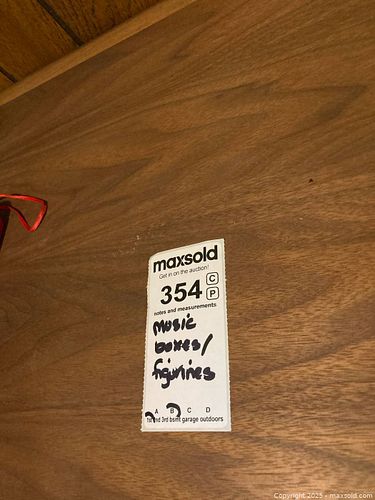 maxsold
Get in on the auction!
354 C
P
notes and measurements
music
boxes/
figurines
A B C D
1st 2nd 3rd bsmt garage outdoors
Copyright 2025 - maxsold.com